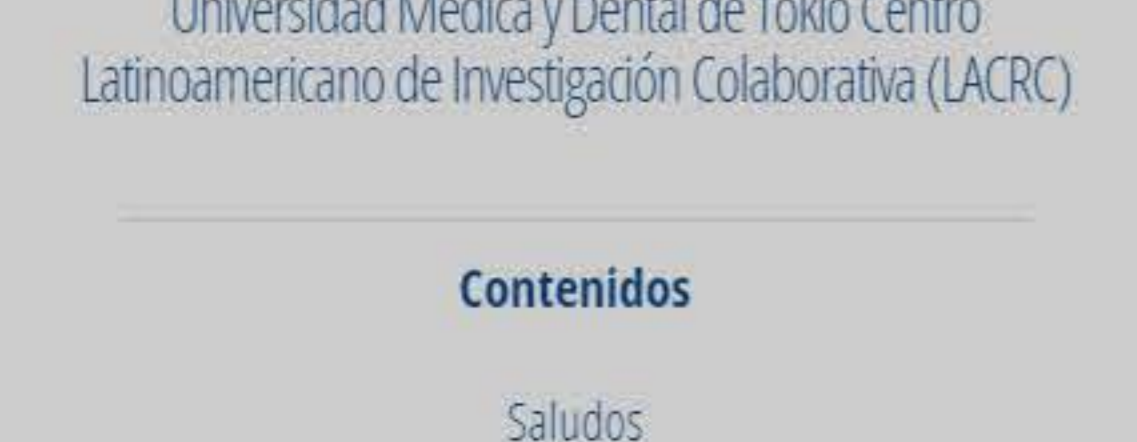 Universidad Médica y Dental de Tokio Centro
Latinoamericano de Investigación Colaborativa (LACRC)
Contenidos
Saludos